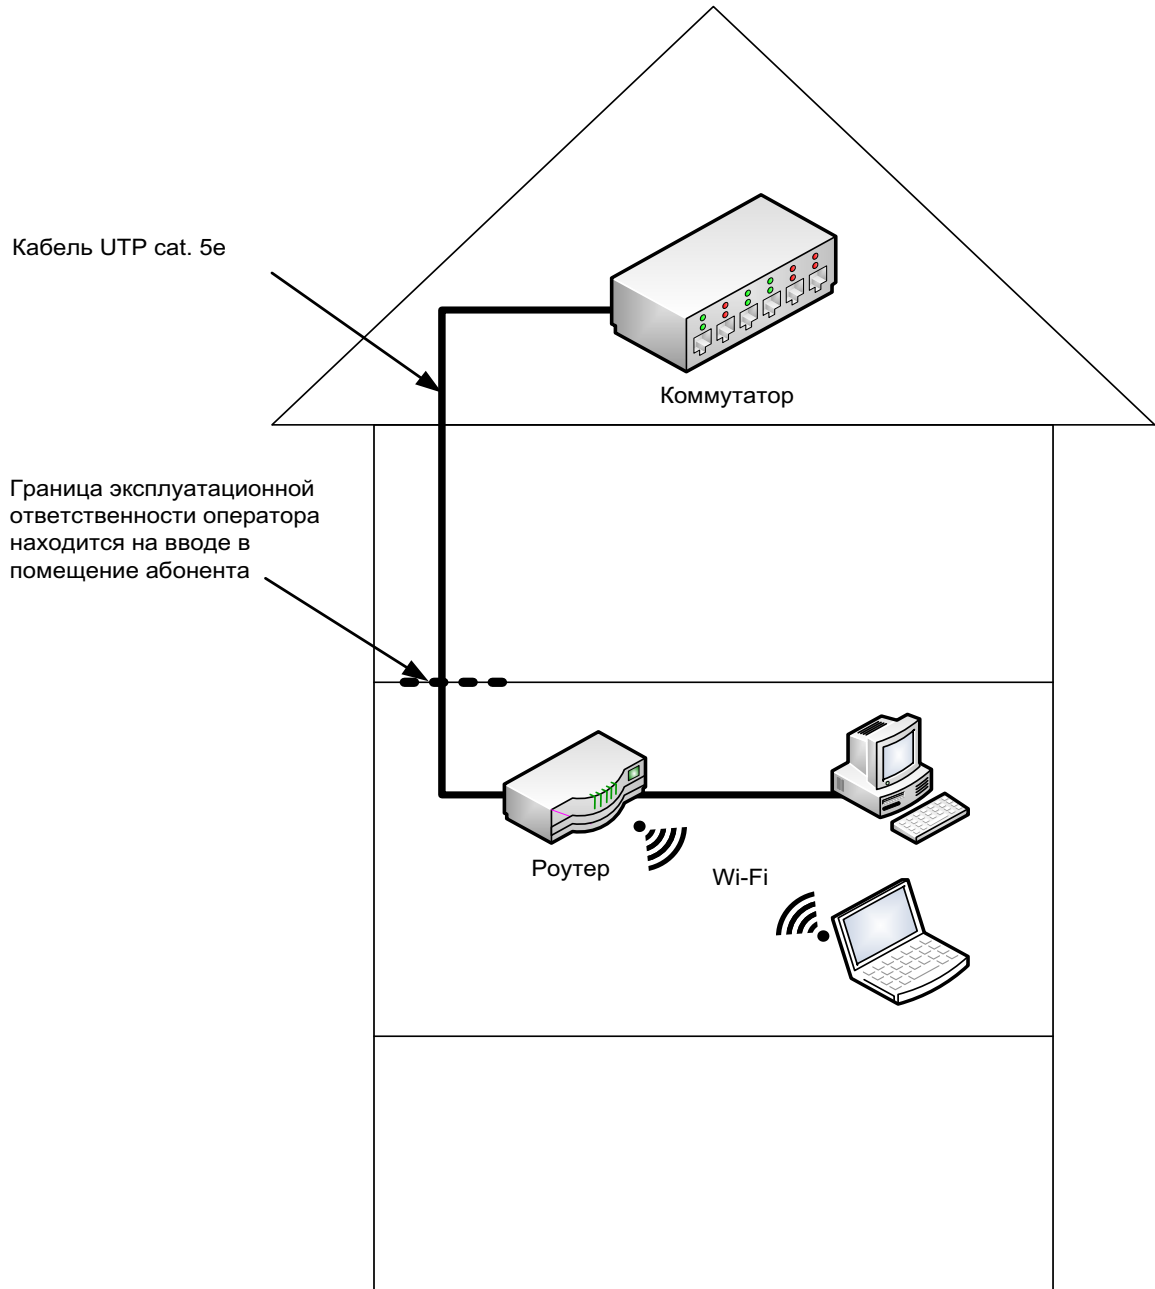 Кабель UTP cat. 5e
Коммутатор
Граница эксплуатационной
ответственности оператора
находится на вводе в
помещение абонента
Роутер
Wi-Fi